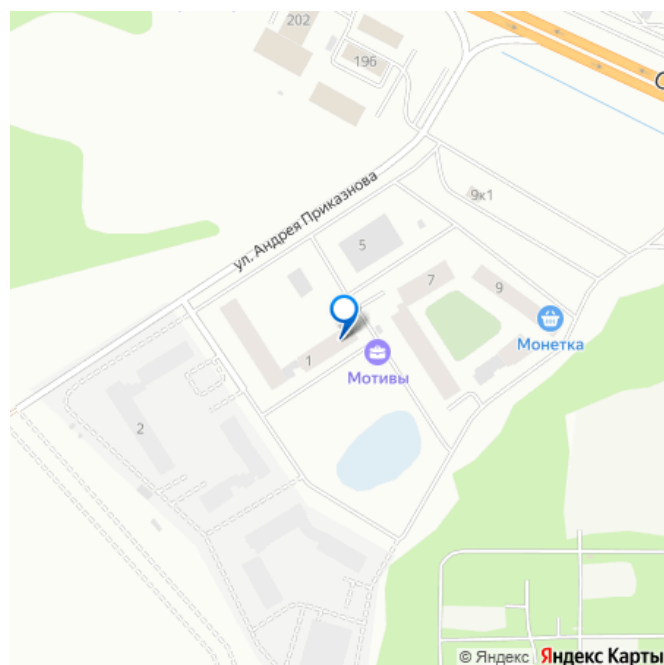 202
196
С
ул. Андрея Приказнова
9к1
5
7
9
Монетка
1
Мотивы
2
© Яндекс Яндекс Карты